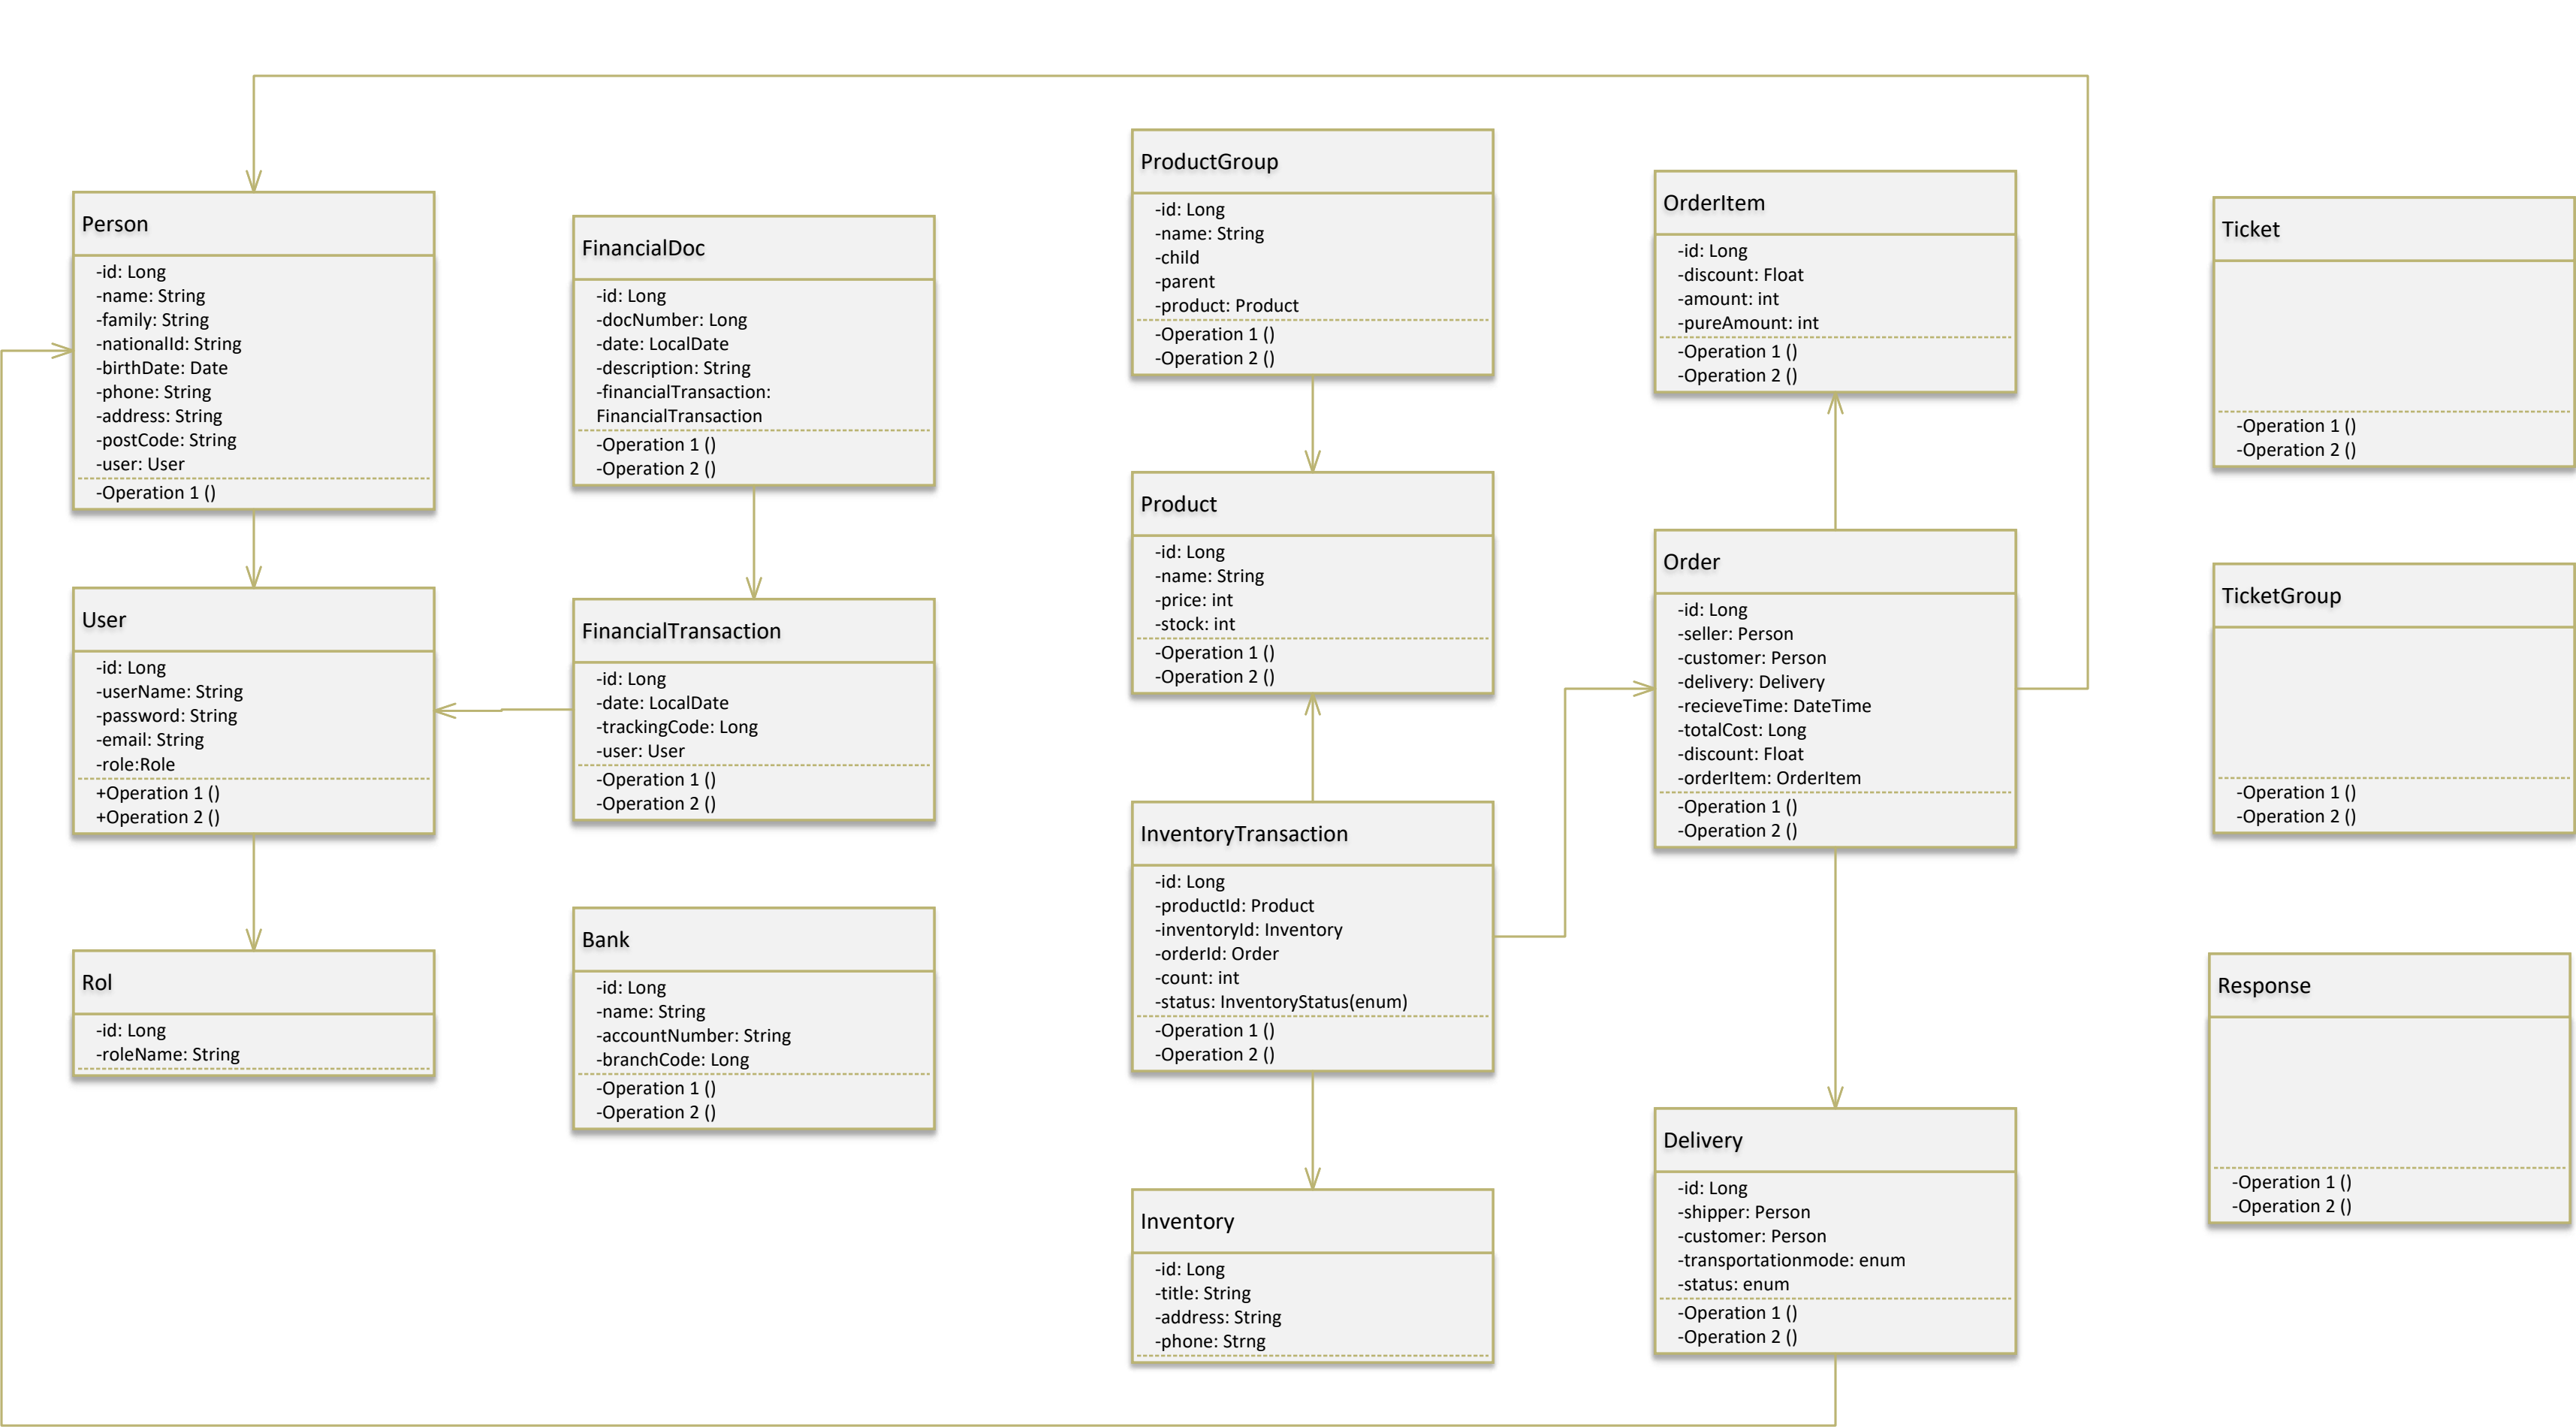 Person
-id: Long
-name: String
-family: String
-nationalId: String
-birthDate: Date
-phone: String
-address: String
-postCode: String
-user: User
-Operation 1 ()
User
-id: Long
-userName: String
-password: String
-email: String
-role:Role
+Operation 1 ()
+Operation 2 ()
Rol
-id: Long
-roleName: String
FinancialDoc
-id: Long
-docNumber: Long
-date: LocalDate
-description: String
-financialTransaction:
FinancialTransaction
-Operation 1 ()
-Operation 2 ()
FinancialTransaction
-id: Long
-date: LocalDate
-trackingCode: Long
-user: User
-Operation 1 ()
-Operation 2 ()
Bank
-id: Long
-name: String
-accountNumber: String
-branchCode: Long
-Operation 1 ()
-Operation 2 ()
ProductGroup
-id: Long
-name: String
-child
-parent
-product: Product
-Operation 1 ()
-Operation 2 ()
Product
-id: Long
-name: String
-price: int
-stock: int
-Operation 1 ()
-Operation 2 ()
InventoryTransaction
-id: Long
-productId: Product
-inventoryId: Inventory
-orderId: Order
-count: int
-status: InventoryStatus(enum)
-Operation 1 ()
-Operation 2 ()
Inventory
-id: Long
-title: String
-address: String
-phone: Strng
OrderItem
-id: Long
-discount: Float
-amount: int
-pureAmount: int
-Operation 1 ()
-Operation 2 ()
Order
-id: Long
-seller: Person
-customer: Person
-delivery: Delivery
-recieveTime: DateTime
-totalCost: Long
-discount: Float
-orderItem: OrderItem
-Operation 1 ()
-Operation 2 ()
Delivery
-id: Long
-shipper: Person
-customer: Person
-transportationmode: enum
-status: enum
-Operation 1 ()
-Operation 2 ()
Ticket
-Operation 1 ()
-Operation 2 ()
TicketGroup
-Operation 1 ()
-Operation 2 ()
Response
-Operation 1 ()
-Operation 2 ()